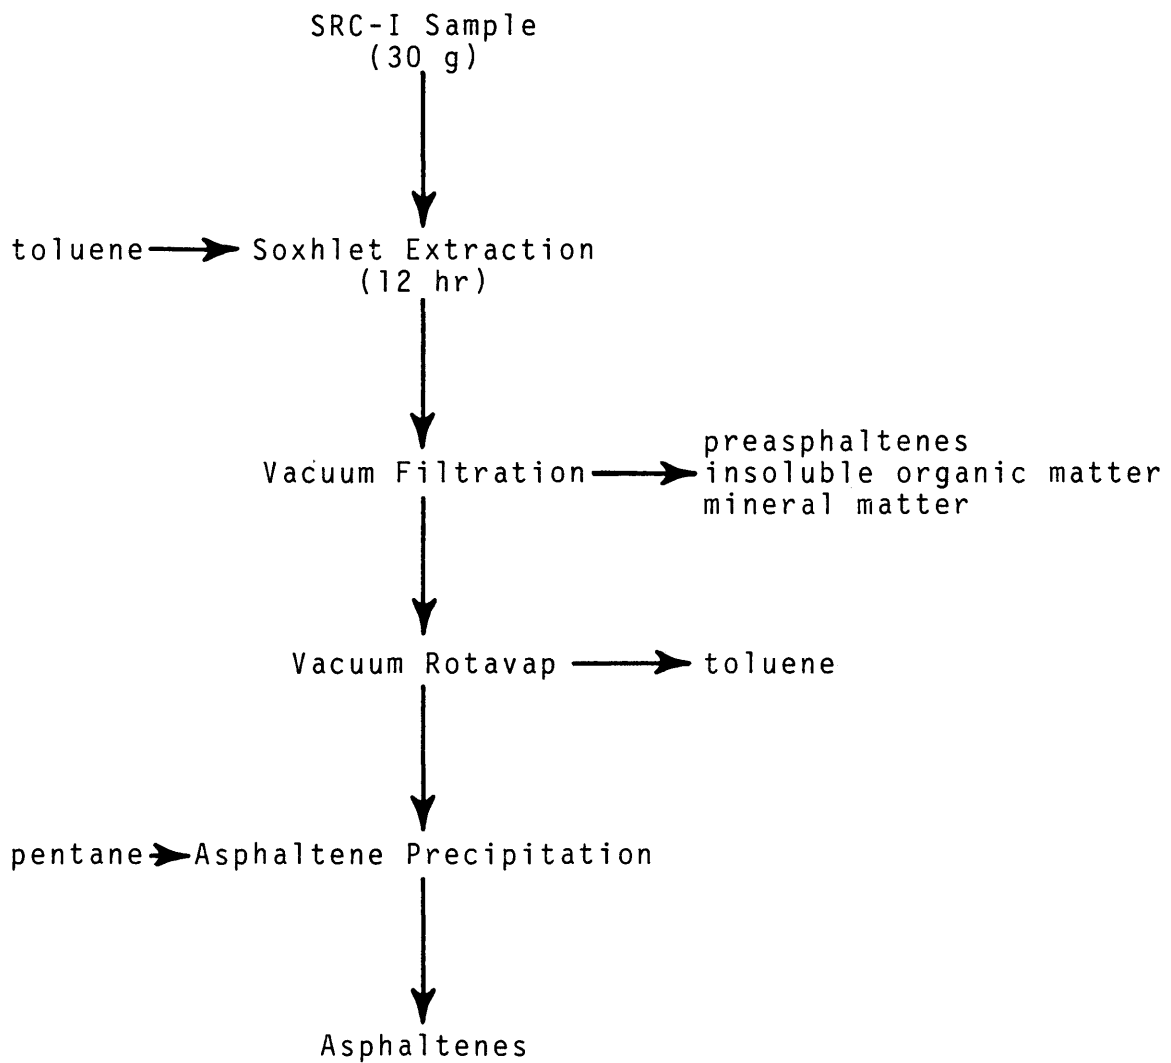 SRC-I Sample
(30 g)
toluene Soxhlet Extraction
(12 hr)
preasphaltenes
Vacuum Filtration insoluble organic matter
mineral matter
Vacuum Rotavap toluene
pentane Asphaltene Precipitation
Asphaltenes